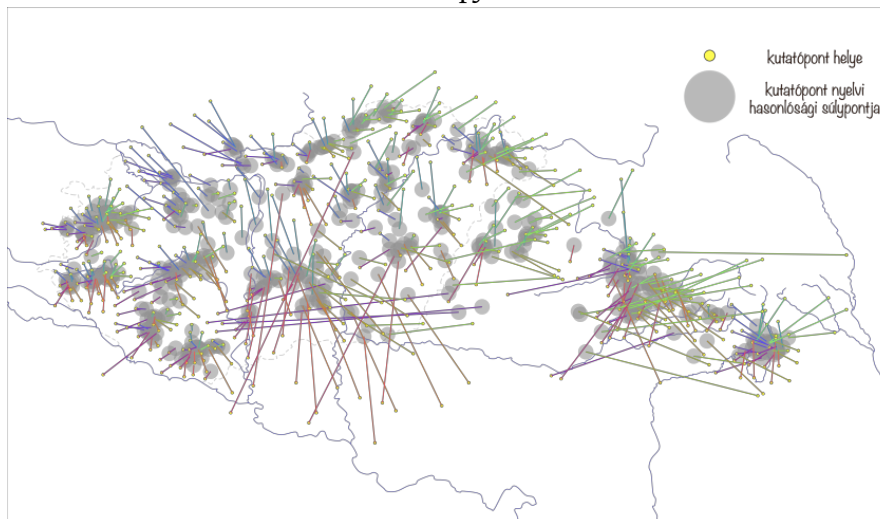 kutatópont helye
kutatópont nyelvi
hasonlósági súlypontja